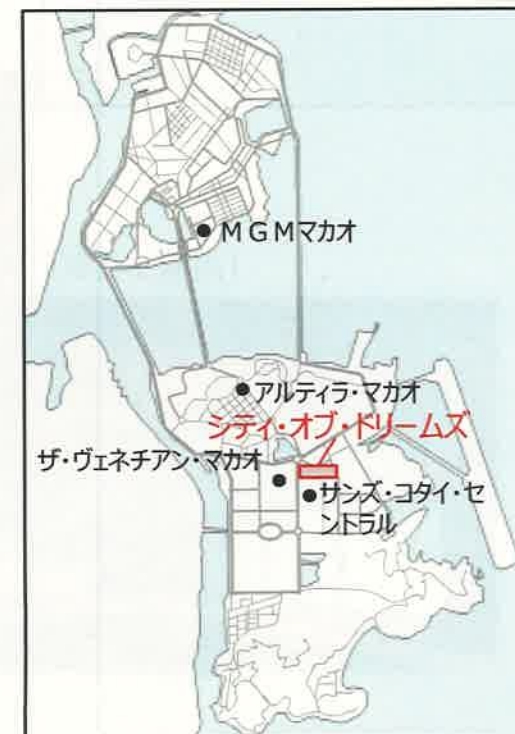 MGMマカオ
アルティラ・マカオ
シティ・オブ・ドリームズ
ザ・ヴェネチアン・マカオ
サンズ・コタイ・セ
ントラル